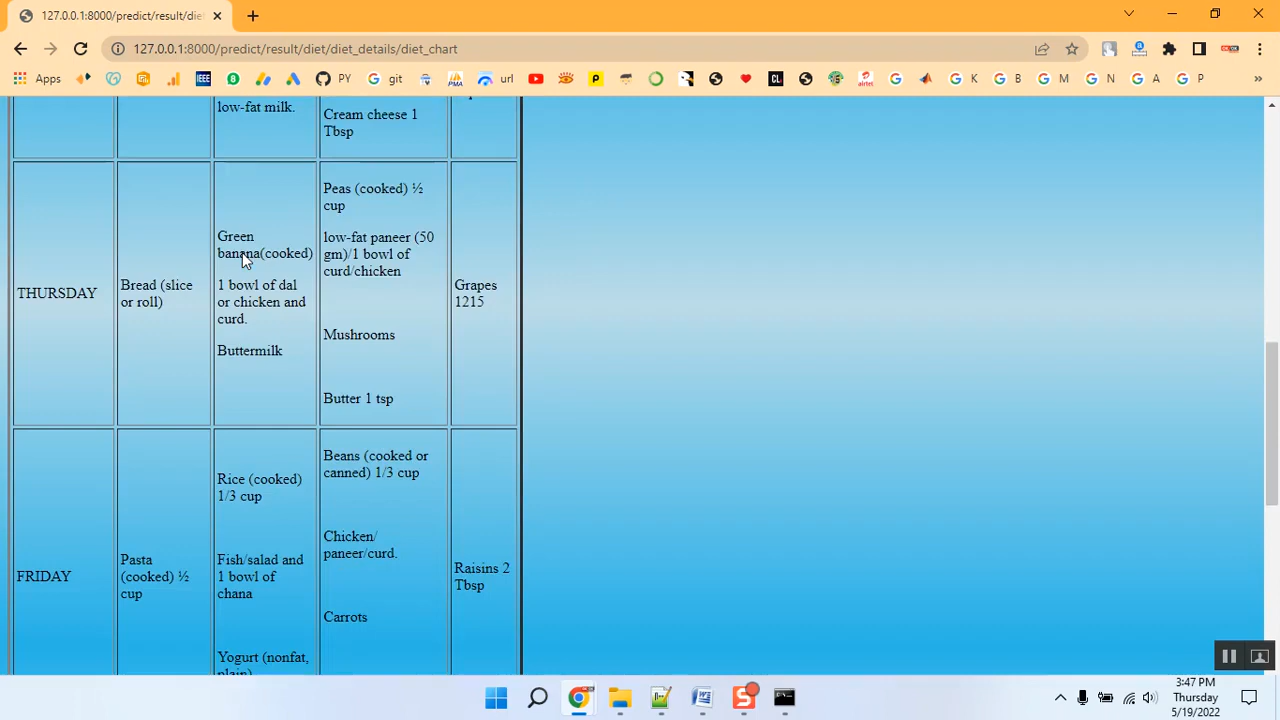 127.0.0.1:8000/predict/result/die
127.0.0.1:8000/predict/result/diet/diet_details/diet_chart
Apps
IEEE
PY
git
PMA
url
CL
airtel
K
B
M
N
A
P
low-fat milk.
Cream cheese 1
Tbsp
THURSDAY
Bread (slice
or roll)
Green
banana(cooked)
1 bowl of dal
or chicken and
curd.
Buttermilk
Peas (cooked) ½
cup
low-fat paneer (50
gm)/1 bowl of
curd/chicken
Mushrooms
Butter 1 tsp
Grapes
1215
FRIDAY
Pasta
(cooked) ½
cup
Rice (cooked)
1/3 cup
Fish/salad and
1 bowl of
chana
Yogurt (nonfat,
plain)
Beans (cooked or
canned) 1/3 cup
Chicken/
paneer/curd.
Carrots
Raisins 2
Tbsp
3:47 PM
Thursday
5/19/2022